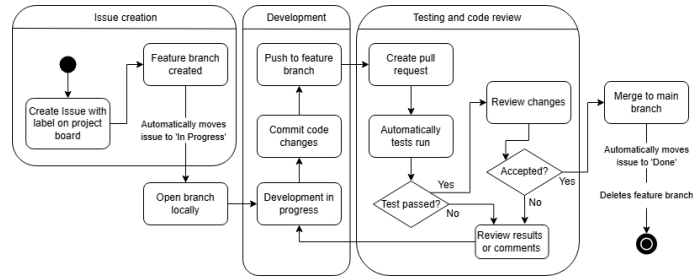 Issue creation
Development
Testing and code review
Feature branch
created
Create Issue with
label on project
board
Automatically moves
issue to 'In Progress'
Open branch
locally
Push to feature
branch
Commit code
changes
Development in
progress
Create pull
request
Automatically
tests run
Test passed?
Yes
No
Review changes
Accepted?
Yes
No
Review results
or comments
Merge to main
branch
Automatically moves
issue to 'Done'
Deletes feature branch